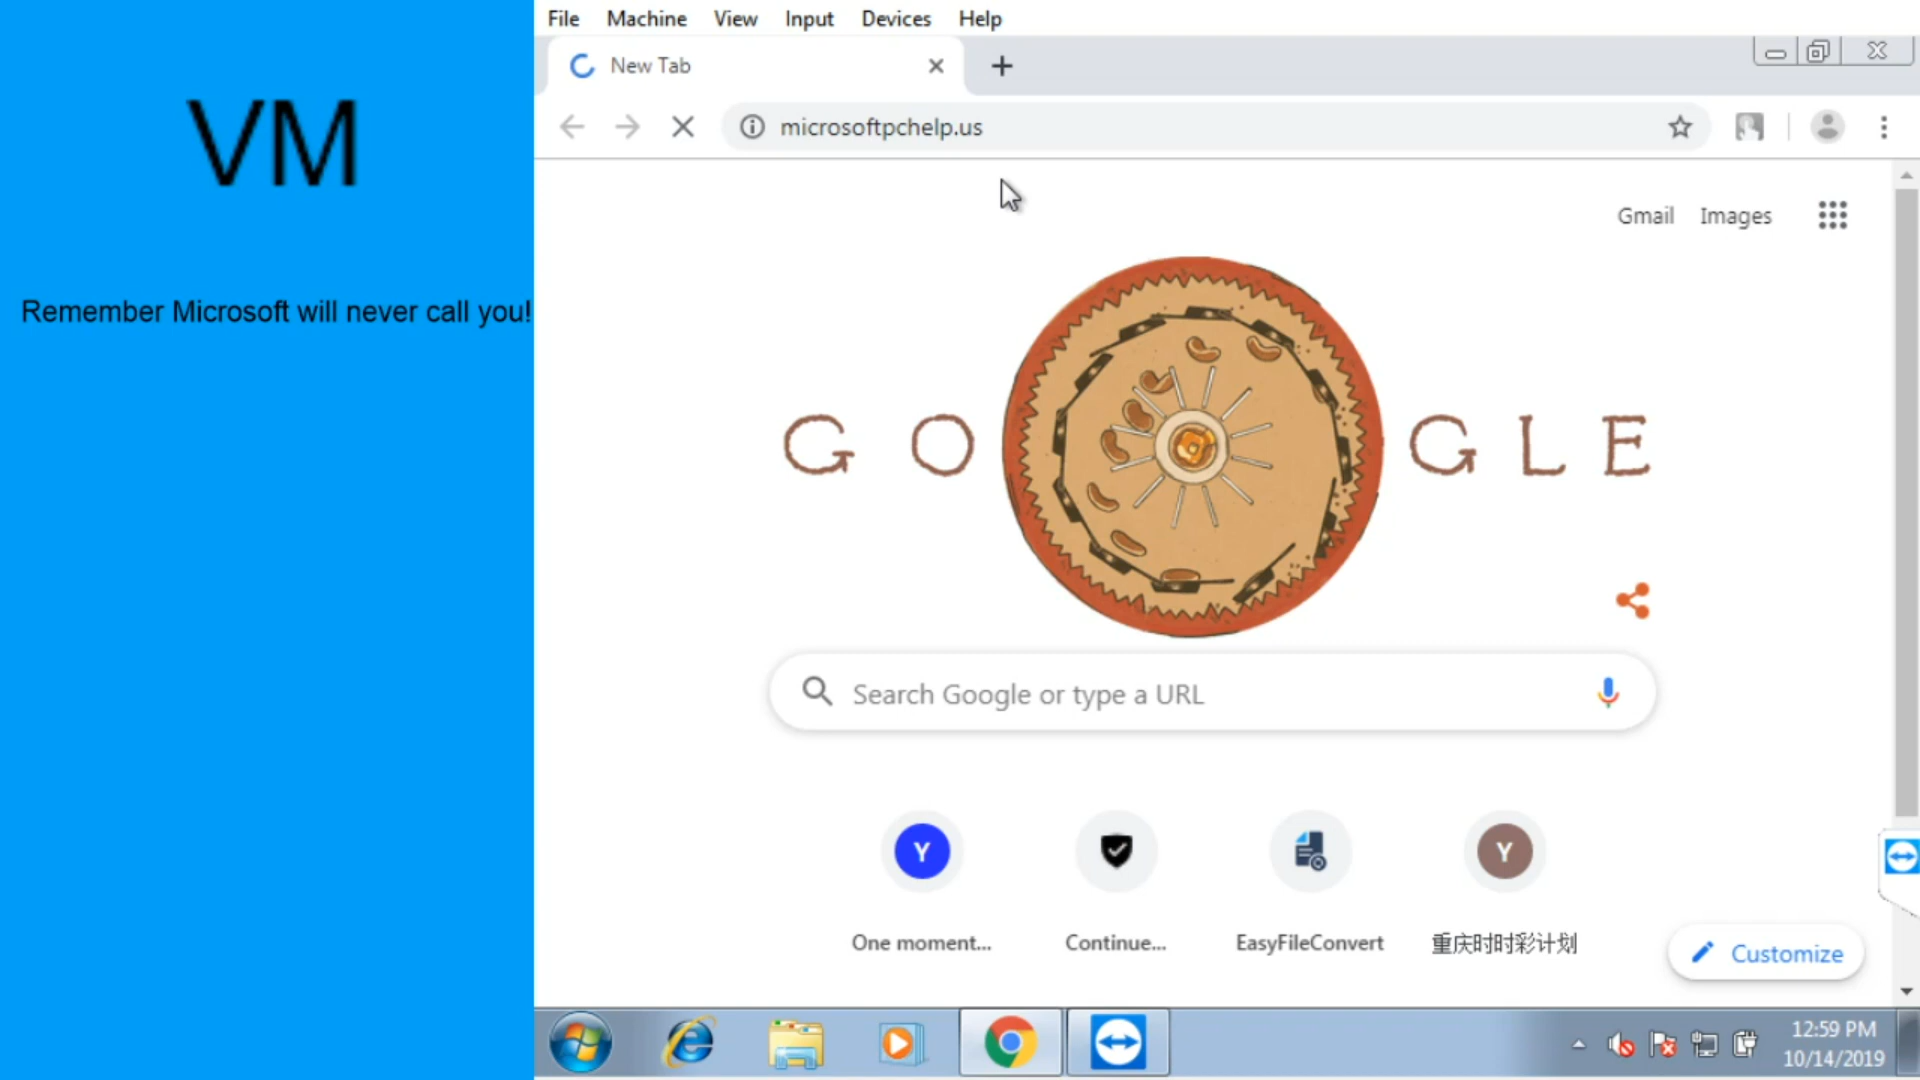 VM
Remember Microsoft will never call you!
File Machine View Input Devices Help
New Tab
microsoftpchelp.us
Gmail Images
G O G L E
Search Google or type a URL
Y Y
One moment... Continue... EasyFileConvert 重庆时时彩计划
Customize
12:59 PM
10/14/2019